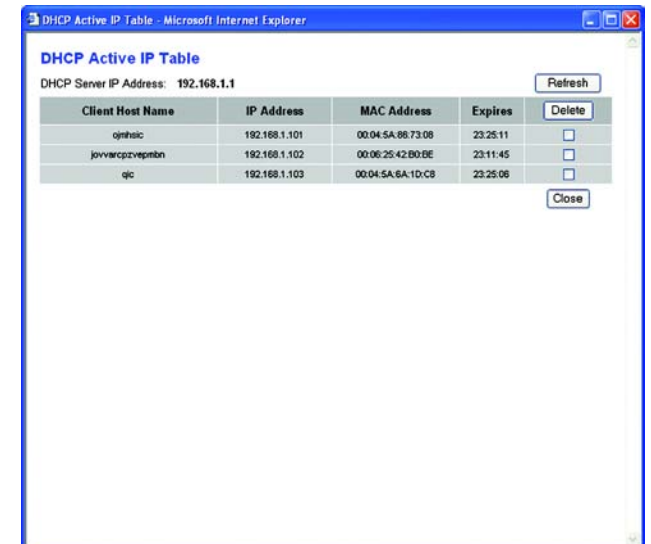 DHCP Active IP Table - Microsoft Internet Explorer
DHCP Active IP Table
DHCP Server IP Address: 192.168.1.1 Refresh
Client Host Name IP Address MAC Address Expires Delete
ojmhsic 192.168.1.101 00:04:5A:86:73:08 23:25:11
jovvarcpzvepmbn 192.168.1.102 00:06:25:42:B0:BE 23:11:45
qic 192.168.1.103 00:04:5A:6A:1D:C8 23:25:06
Close